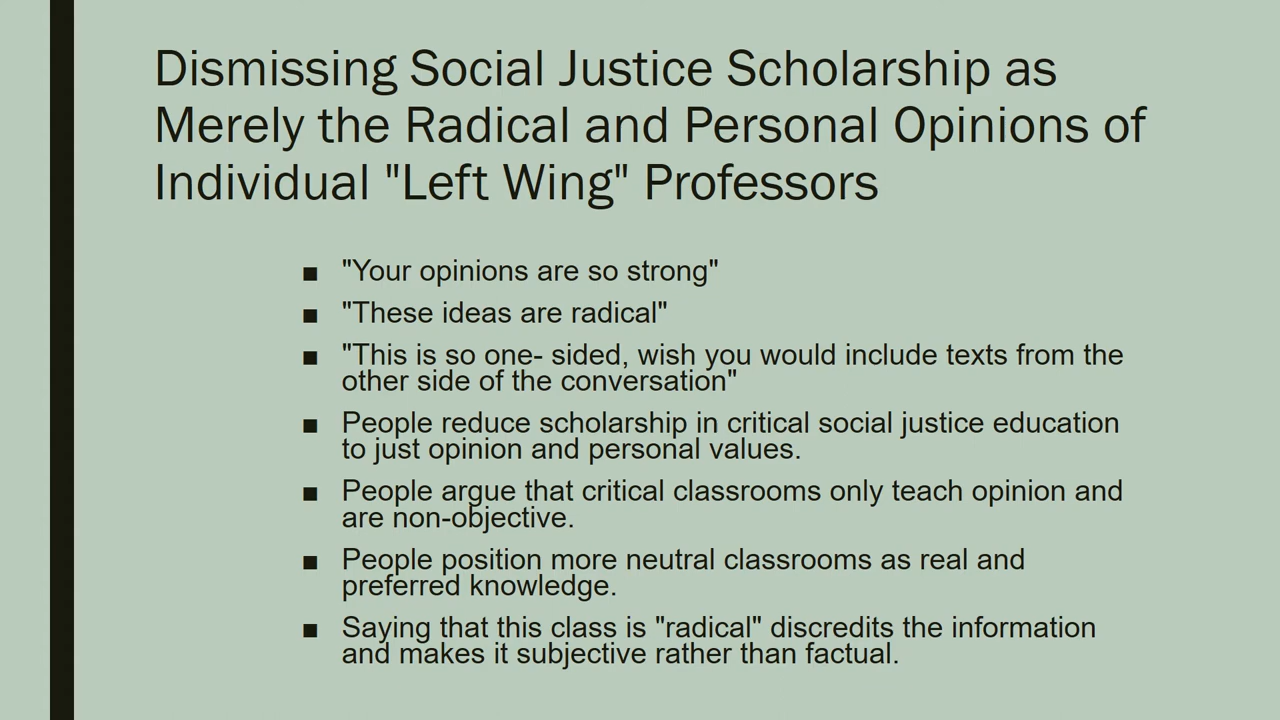 Dismissing Social Justice Scholarship as
Merely the Radical and Personal Opinions of
Individual "Left Wing" Professors
■ "Your opinions are so strong"
■ "These ideas are radical"
■ "This is so one- sided, wish you would include texts from the
other side of the conversation"
■ People reduce scholarship in critical social justice education
to just opinion and personal values.
■ People argue that critical classrooms only teach opinion and
are non-objective.
■ People position more neutral classrooms as real and
preferred knowledge.
■ Saying that this class is "radical" discredits the information
and makes it subjective rather than factual.